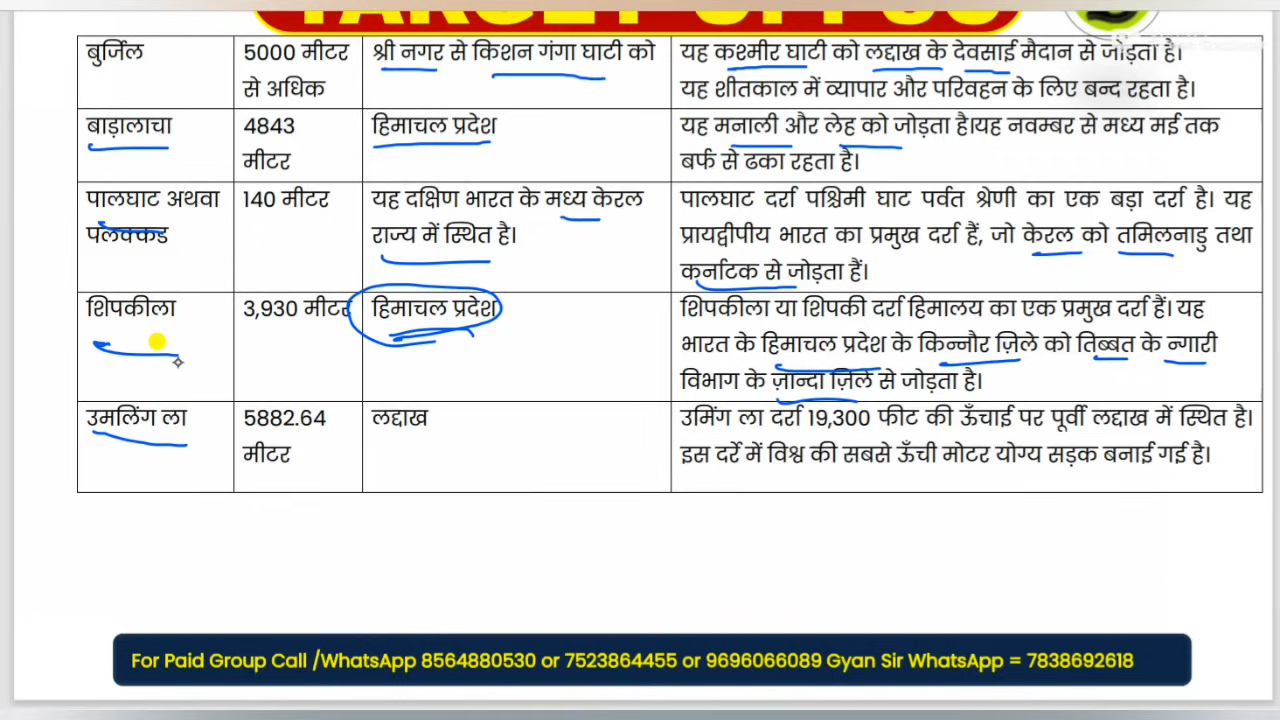 बुर्जिल
5000 मीटर
से अधिक
श्री नगर से किशन गंगा घाटी को
यह कश्मीर घाटी को लद्दाख के देवसाई मैदान से जोड़ता है।
यह शीतकाल में व्यापार और परिवहन के लिए बन्द रहता है।
बाड़ालाचा
4843
मीटर
हिमाचल प्रदेश
यह मनाली और लेह को जोड़ता है।यह नवम्बर से मध्य मई तक
बर्फ से ढका रहता है।
पालघाट अथवा
पलक्कड
140 मीटर
यह दक्षिण भारत के मध्य केरल
राज्य में स्थित है।
पालघाट दर्रा पश्चिमी घाट पर्वत श्रेणी का एक बड़ा दर्रा है। यह
प्रायद्वीपीय भारत का प्रमुख दर्रा हैं, जो केरल को तमिलनाडु तथा
कर्नाटक से जोड़ता हैं।
शिपकीला
3,930 मीटर
हिमाचल प्रदेश
शिपकीला या शिपकी दर्रा हिमालय का एक प्रमुख दर्रा हैं। यह
भारत के हिमाचल प्रदेश के किन्नौर ज़िले को तिब्बत के न्गारी
विभाग के ज़ान्दा ज़िले से जोड़ता है।
उमलिंग ला
5882.64
मीटर
लद्दाख
उमिंग ला दर्रा 19,300 फीट की ऊँचाई पर पूर्वी लद्दाख में स्थित है।
इस दर्रे में विश्व की सबसे ऊँची मोटर योग्य सड़क बनाई गई है।
For Paid Group Call /WhatsApp 8564880530 or 7523864455 or 9696066089 Gyan Sir WhatsApp = 7838692618